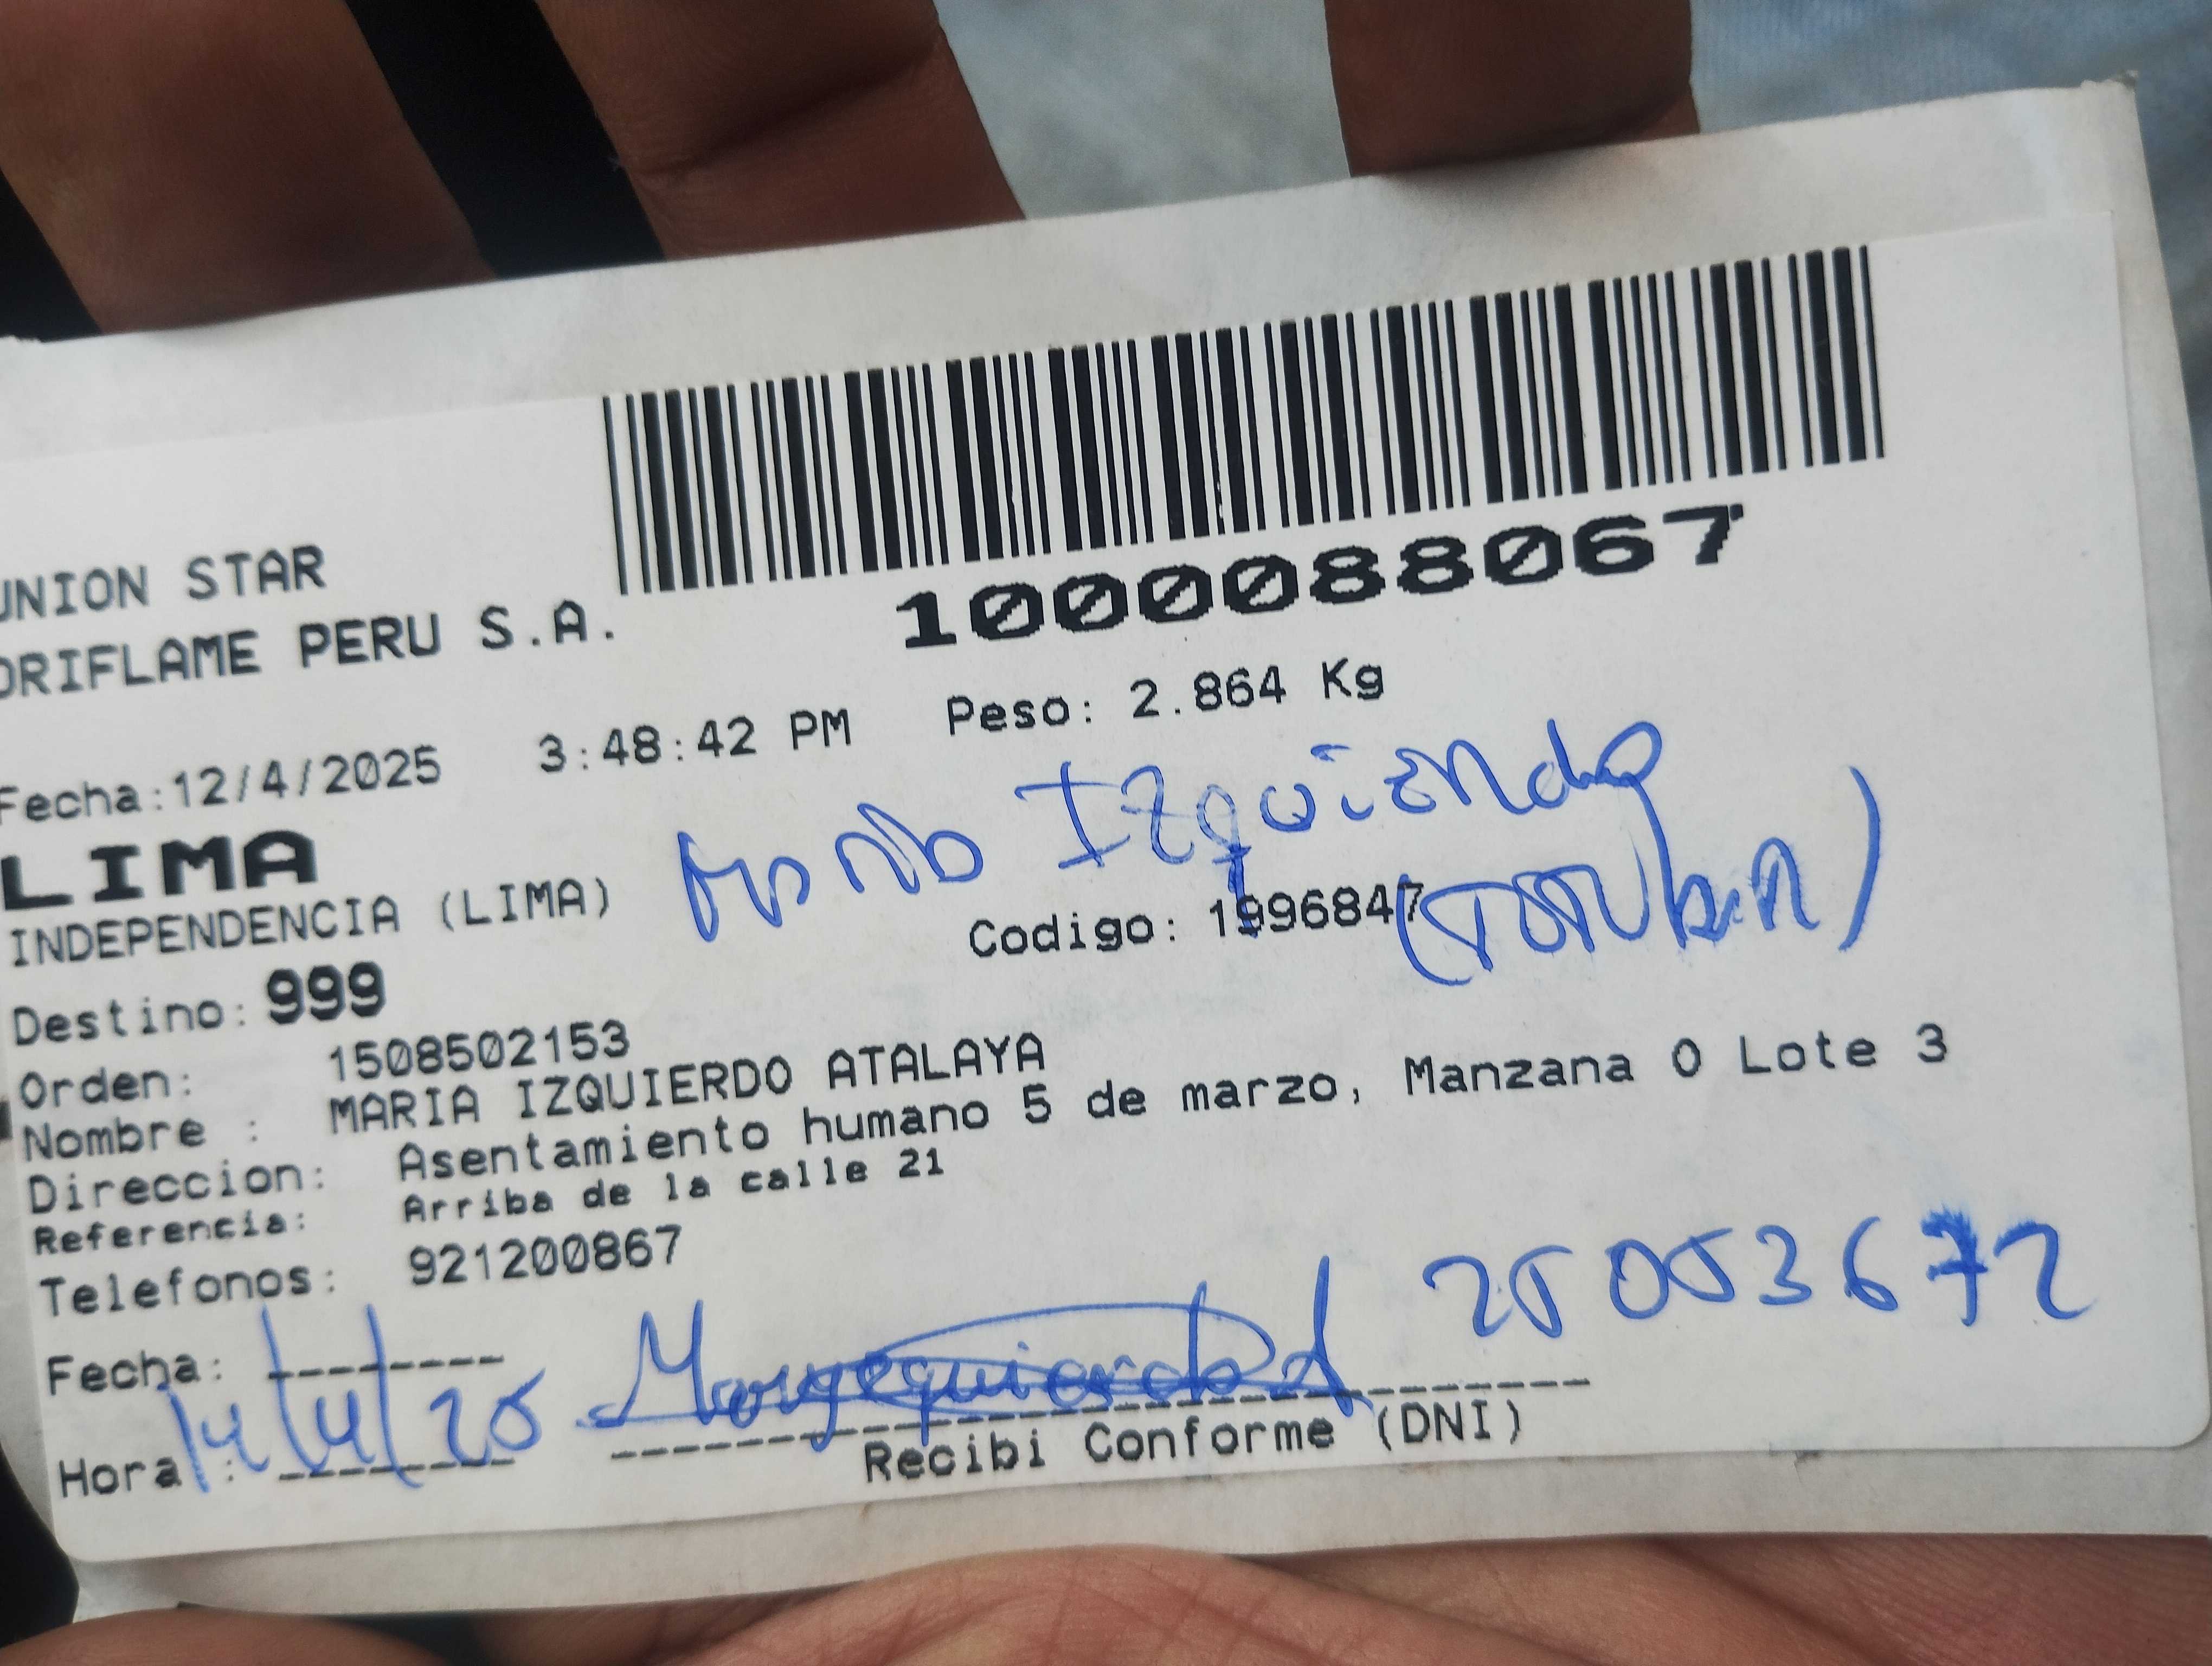 1000088067
UNION STAR
ORIFLAME PERU S.A.
Fecha:12/4/2025 3:48:42 PM Peso: 2.864 Kg
LIMA
Izquierdo
INDEPENDENCIA (LIMA)
Codigo: 1996847
Destino: 999
Orden: 1508502153
Nombre : MARIA IZQUIERDO ATALAYA
Direccion: Asentamiento humano 5 de marzo, Manzana O Lote 3
Referencia: Arriba de la calle 21
Telefonos: 921200867
25053672
Fecha: --------
14/4/25
Hora : --------
Recibi Conforme (DNI)